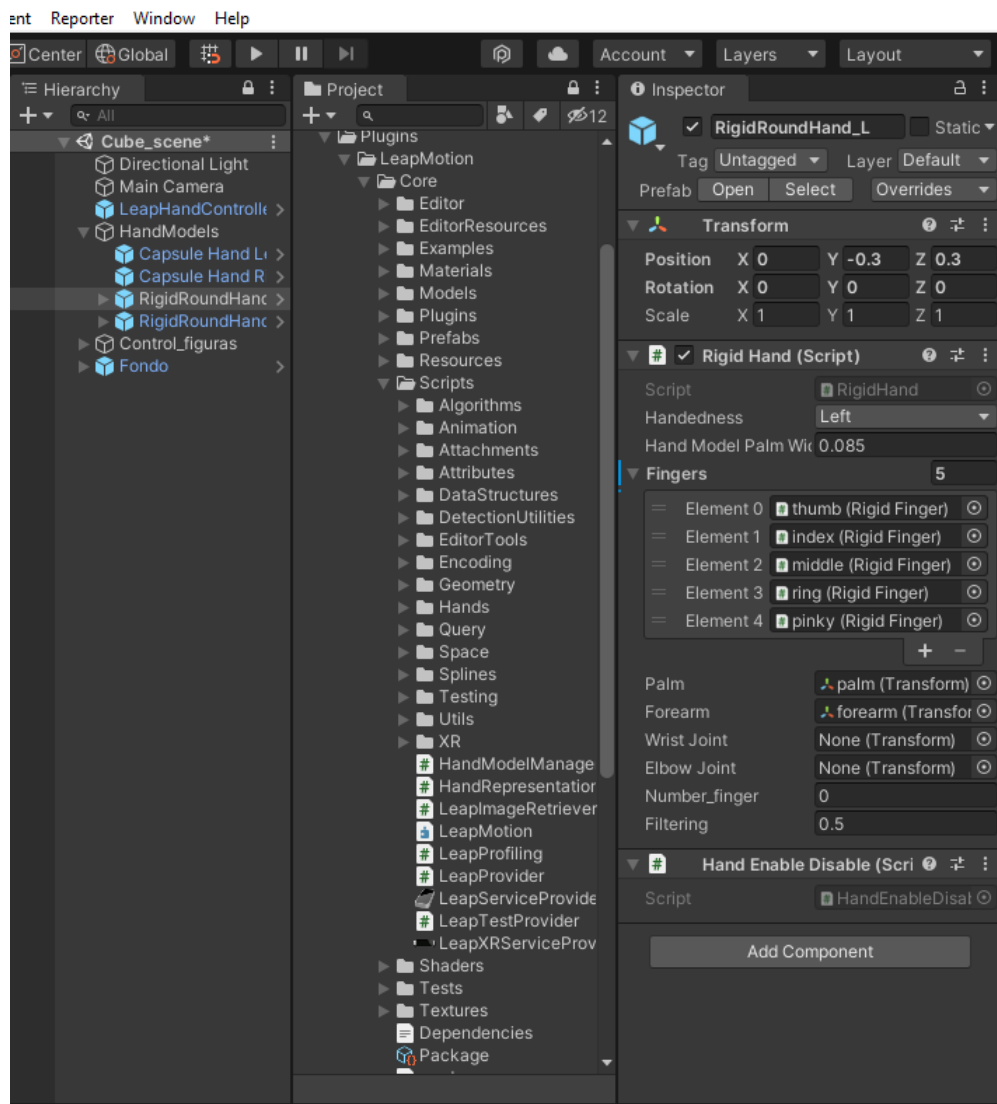 ent Reporter Window Help
Center Global Account Layers Layout
Hierarchy
All
Cube_scene*
Directional Light
Main Camera
LeapHandControlle
HandModels
Capsule Hand L
Capsule Hand R
RigidRoundHand
RigidRoundHand
Control_figuras
Fondo
Project
12
Plugins
LeapMotion
Core
Editor
EditorResources
Examples
Materials
Models
Plugins
Prefabs
Resources
Scripts
Algorithms
Animation
Attachments
Attributes
DataStructures
DetectionUtilities
EditorTools
Encoding
Geometry
Hands
Query
Space
Splines
Testing
Utils
XR
HandModelManage
HandRepresentation
LeapImageRetriever
LeapMotion
LeapProfiling
LeapProvider
LeapServiceProvide
LeapTestProvider
LeapXRServiceProv
Shaders
Tests
Textures
Dependencies
Package
Inspector
RigidRoundHand_L Static
Tag Untagged Layer Default
Prefab Open Select Overrides
Transform
Position X 0 Y -0.3 Z 0.3
Rotation X 0 Y 0 Z 0
Scale X 1 Y 1 Z 1
# Rigid Hand (Script)
Script RigidHand
Handedness Left
Hand Model Palm Wid 0.085
Fingers 5
Element 0 thumb (Rigid Finger)
Element 1 index (Rigid Finger)
Element 2 middle (Rigid Finger)
Element 3 ring (Rigid Finger)
Element 4 pinky (Rigid Finger)
+ −
Palm palm (Transform)
Forearm forearm (Transfor
Wrist Joint None (Transform)
Elbow Joint None (Transform)
Number_finger 0
Filtering 0.5
# Hand Enable Disable (Scri
Script HandEnableDisab
Add Component